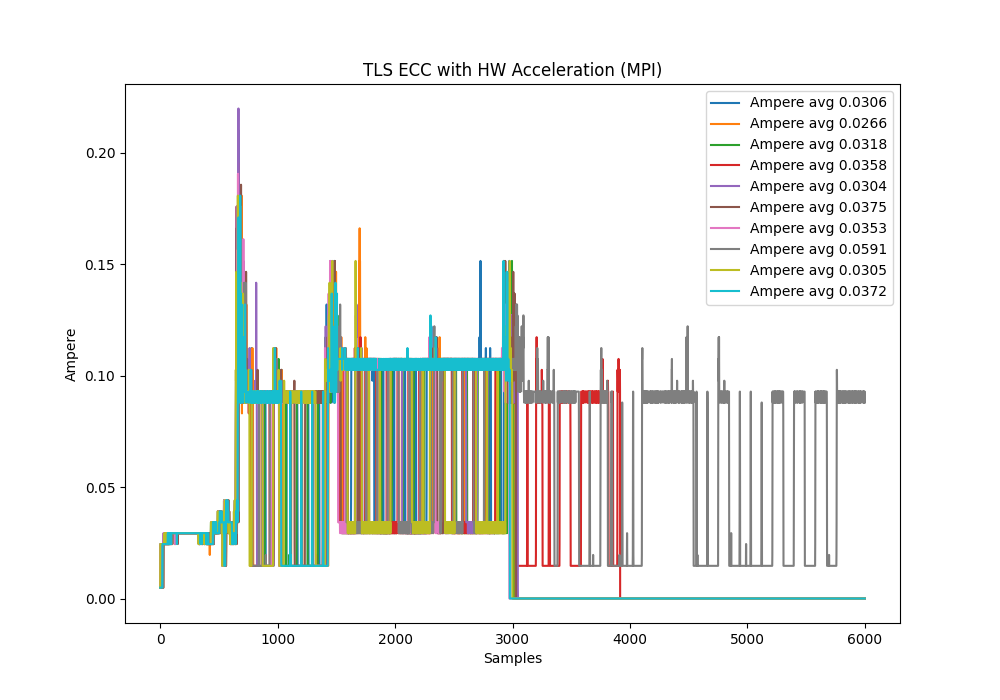 TLS ECC with HW Acceleration (MPI)
Ampere avg 0.0306
Ampere avg 0.0266
Ampere avg 0.0318
Ampere avg 0.0358
Ampere avg 0.0304
Ampere avg 0.0375
Ampere avg 0.0353
Ampere avg 0.0591
Ampere avg 0.0305
Ampere avg 0.0372
0.20
0.15
0.10
0.05
0.00
Ampere
0 1000 2000 3000 4000 5000 6000
Samples